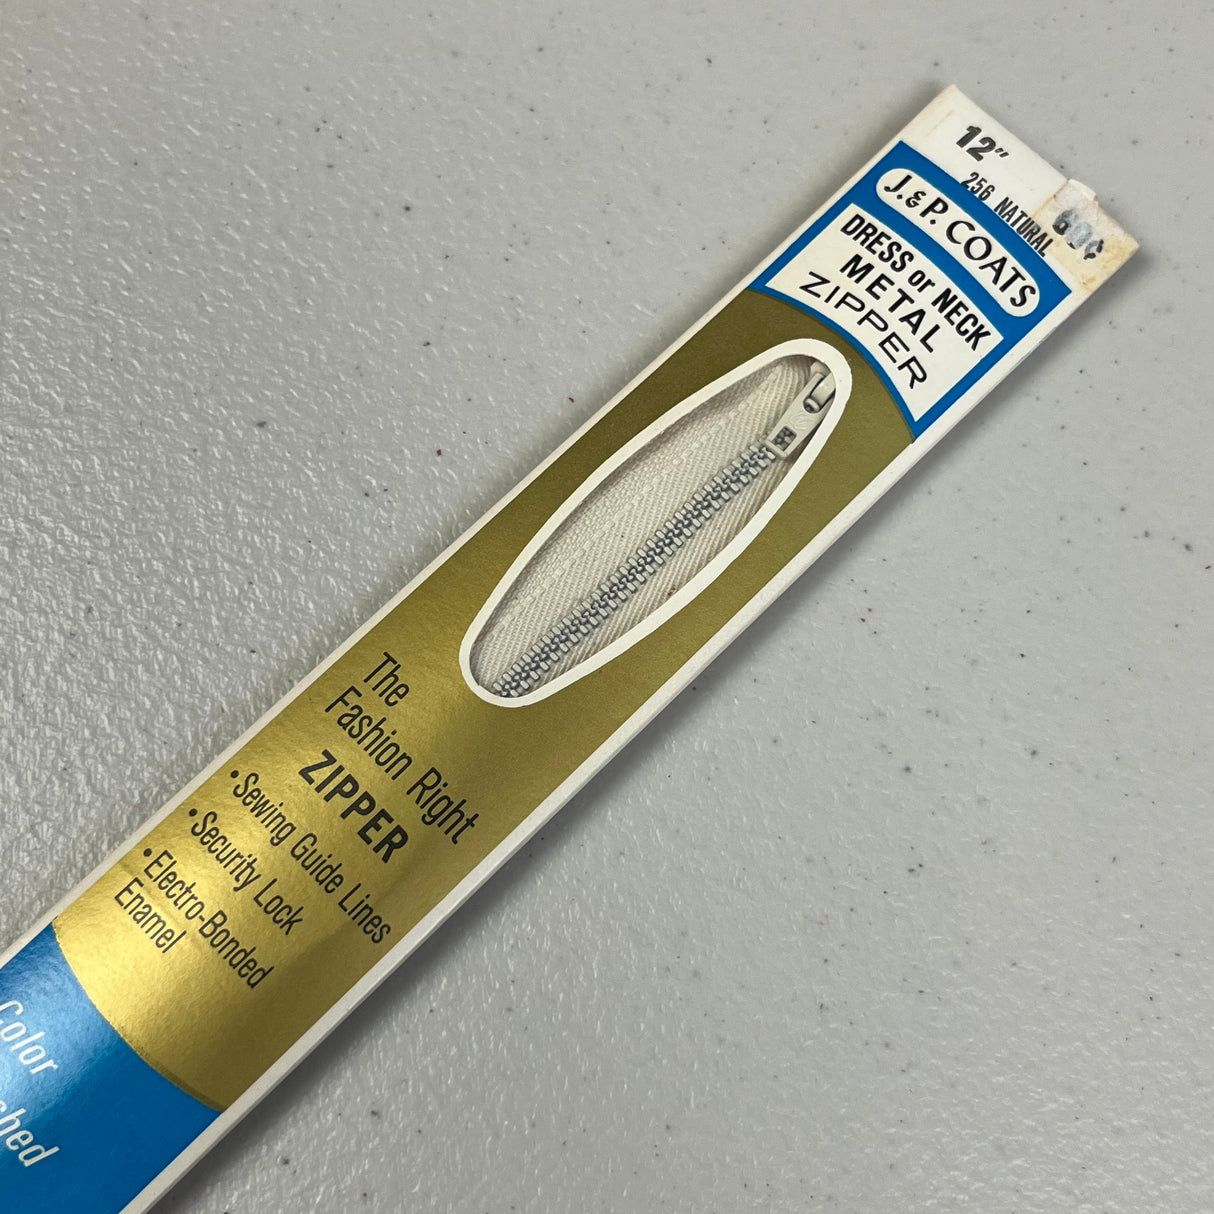 12"
256 NATURAL
60¢
J. & P. COATS
DRESS or NECK
METAL
ZIPPER
The
Fashion Right
ZIPPER
•Sewing Guide Lines
•Security Lock
•Electro-Bonded
Enamel
Color